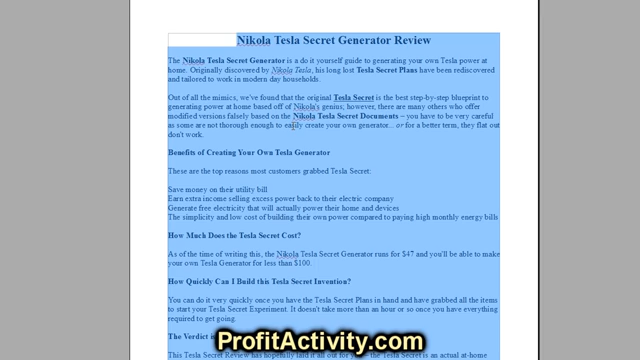 Nikola Tesla Secret Generator Review
The Nikola Tesla Secret Generator is a do it yourself guide to generating your own Tesla power at
home. Originally discovered by Nikola Tesla, his long lost Tesla Secret Plans have been rediscovered
and tailored to work in modern day households.
Out of all the mimics, we've found that the original Tesla Secret is the best step-by-step blueprint to
generating power at home based off of Nikola's genius; however, there are many others who offer
modified versions falsely based on the Nikola Tesla Secret Documents – you have to be very careful
as some are not thorough enough to easily create your own generator... or for a better term, they flat out
don't work.
Benefits of Creating Your Own Tesla Generator
These are the top reasons most customers grabbed Tesla Secret:
Save money on their utility bill
Earn extra income selling excess power back to their electric company
Generate free electricity that will actually power their home and devices
The simplicity and low cost of building their own power compared to paying high monthly energy bills
How Much Does the Tesla Secret Cost?
As of the time of writing this, the Nikola Tesla Secret Generator runs for $47 and you'll be able to make
your own Tesla Generator for less than $100.
How Quickly Can I Build this Tesla Secret Invention?
You can do it very quickly once you have the Tesla Secret Plans in hand and have grabbed all the items
to start your Tesla Secret Experiment. It doesn't take more than an hour or so once you have everything
required to get going.
The Verdict
ProfitActivity.com
This Tesla Secret Review has hopefully laid it all out for you – the Tesla Secret is an actual at-home